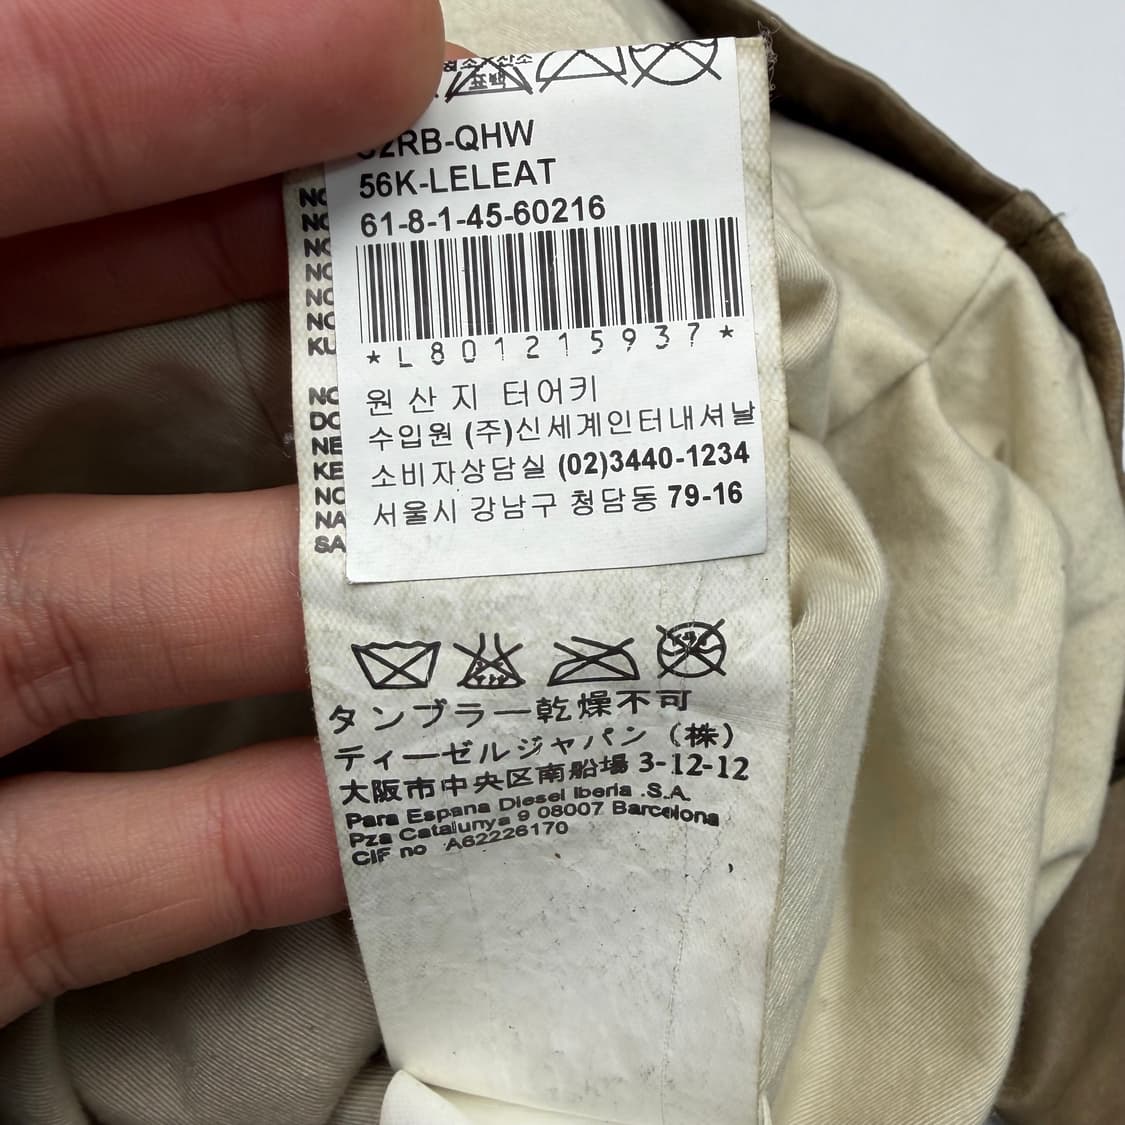 표백
56K-LELEAT
61-8-1-45-60216
*L801215937*
원산지 터어키
수입원 (주)신세계인터내셔날
소비자상담실 (02)3440-1234
서울시 강남구 청담동 79-16
タンブラー乾燥不可
ティーゼルジャパン（株）
大阪市中央区南船場 3-12-12
Para Espana Diesel Iberia .S.A.
Pza Catalunya 9 08007 Barcelona
CIF no A62226170